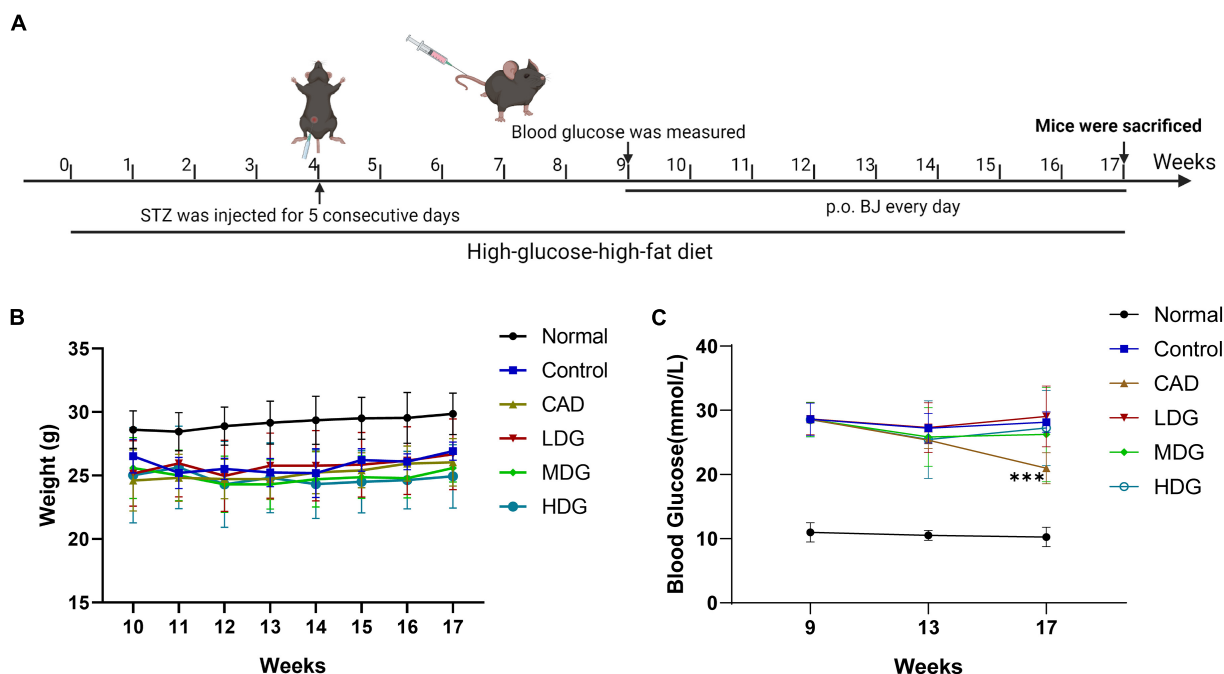 A
Blood glucose was measured
Mice were sacrificed
0 1 2 3 4 5 6 7 8 9 10 11 12 13 14 15 16 17 Weeks
STZ was injected for 5 consecutive days
p.o. BJ every day
High-glucose-high-fat diet
B
Weight (g)
35
30
25
20
15
10 11 12 13 14 15 16 17
Weeks
Normal
Control
CAD
LDG
MDG
HDG
C
Blood Glucose(mmol/L)
40
30
20
10
0
***
9 13 17
Weeks
Normal
Control
CAD
LDG
MDG
HDG